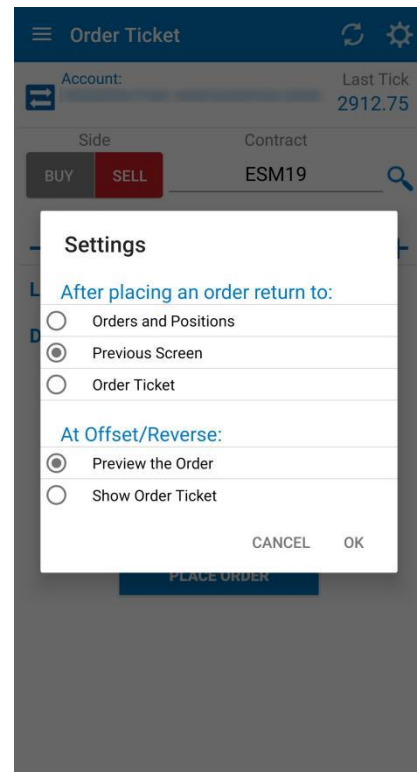 Order Ticket
Account:
Last Tick
2912.75
Side
Contract
BUY
SELL
ESM19
Settings
L
After placing an order return to:
Orders and Positions
D
Previous Screen
Order Ticket
At Offset/Reverse:
Preview the Order
Show Order Ticket
CANCEL
OK
PLACE ORDER